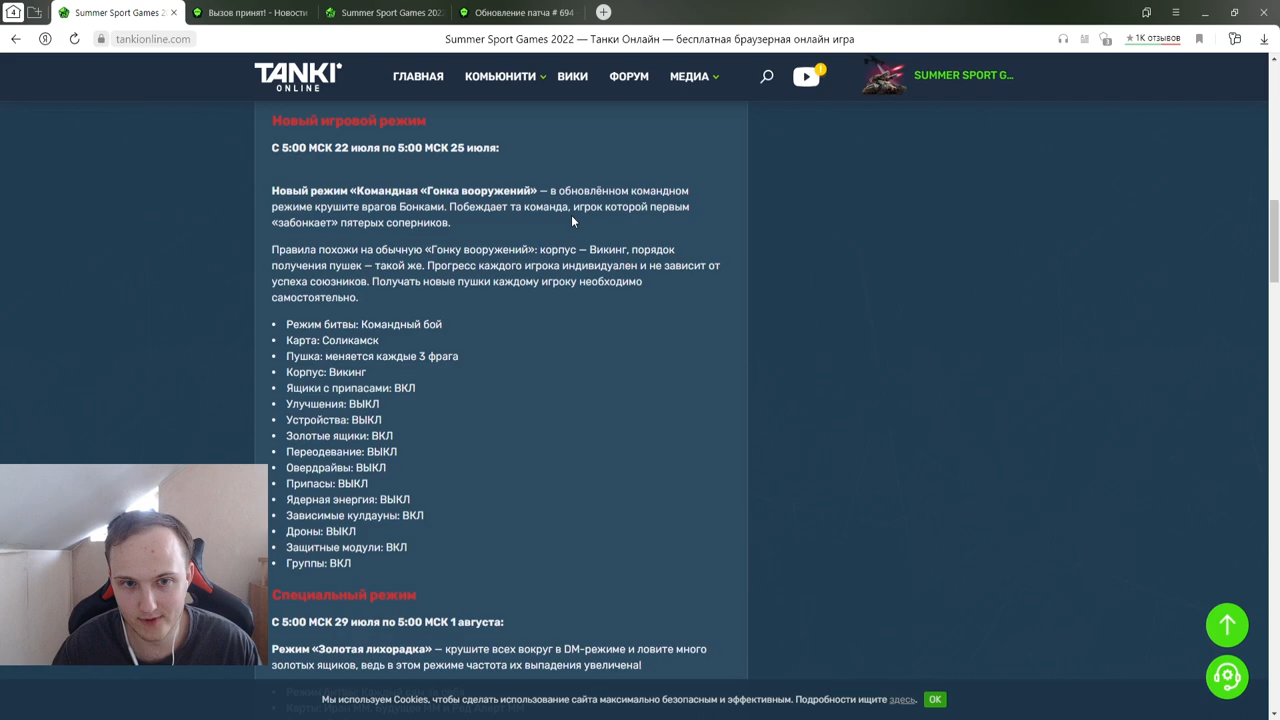 4
Summer Sport Games 2
Вызов принят! - Новости
Summer Sport Games 2022
Обновление патча # 694
tankionline.com
Summer Sport Games 2022 — Танки Онлайн — бесплатная браузерная онлайн игра
★ 1К отзывов
TANKI
ONLINE
ГЛАВНАЯ
КОМЬЮНИТИ
ВИКИ
ФОРУМ
МЕДИА
SUMMER SPORT G...
Новый игровой режим
С 5:00 МСК 22 июля по 5:00 МСК 25 июля:
Новый режим «Командная «Гонка вооружений» — в обновлённом командном
режиме крушите врагов Бонками. Побеждает та команда, игрок которой первым
«забонкает» пятерых соперников.
Правила похожи на обычную «Гонку вооружений»: корпус — Викинг, порядок
получения пушек — такой же. Прогресс каждого игрока индивидуален и не зависит от
успеха союзников. Получать новые пушки каждому игроку необходимо
самостоятельно.
• Режим битвы: Командный бой
• Карта: Соликамск
• Пушка: меняется каждые 3 фрага
• Корпус: Викинг
• Ящики с припасами: ВКЛ
• Улучшения: ВЫКЛ
• Устройства: ВЫКЛ
• Золотые ящики: ВКЛ
• Переодевание: ВЫКЛ
• Овердрайвы: ВЫКЛ
• Припасы: ВЫКЛ
• Ядерная энергия: ВЫКЛ
• Зависимые кулдауны: ВКЛ
• Дроны: ВЫКЛ
• Защитные модули: ВКЛ
• Группы: ВКЛ
Специальный режим
С 5:00 МСК 29 июля по 5:00 МСК 1 августа:
Режим «Золотая лихорадка» — крушите всех вокруг в DM-режиме и ловите много
золотых ящиков, ведь в этом режиме частота их выпадения увеличена!
Мы используем Cookies, чтобы сделать использование сайта максимально безопасным и эффективным. Подробности ищите здесь.
OK